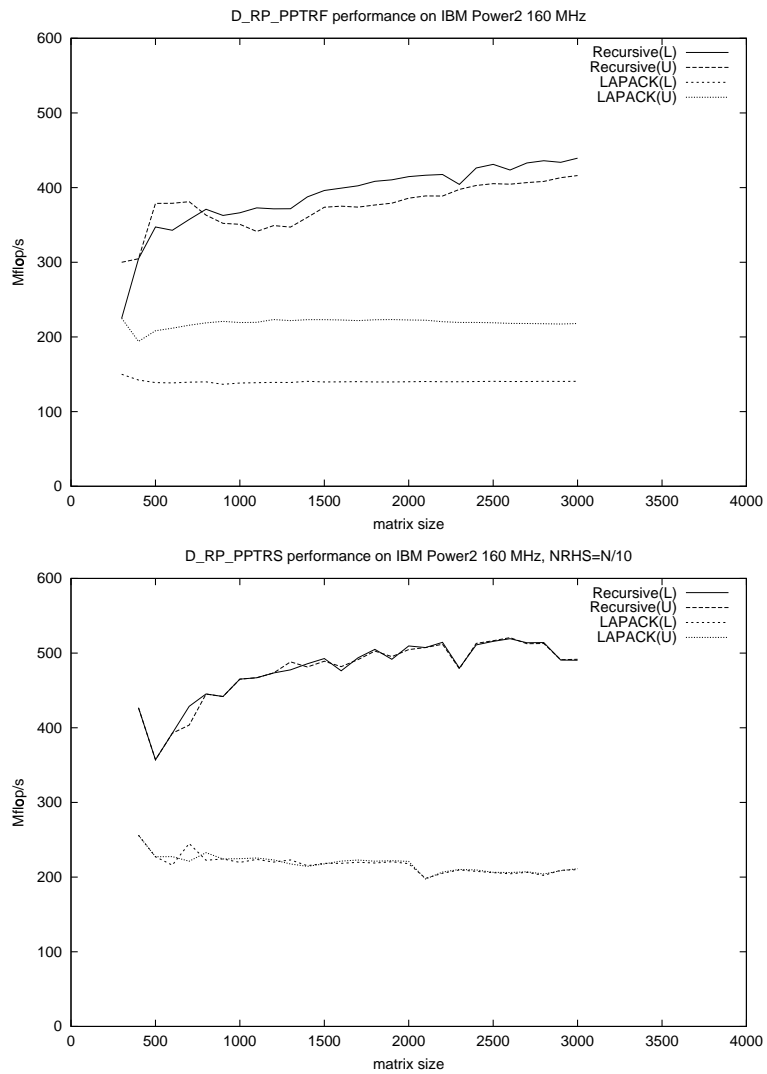 D_RP_PPTRF performance on IBM Power2 160 MHz
600
500
400
300
200
100
0
Mflop/s
Recursive(L)
Recursive(U)
LAPACK(L)
LAPACK(U)
0 500 1000 1500 2000 2500 3000 3500 4000
matrix size
D_RP_PPTRS performance on IBM Power2 160 MHz, NRHS=N/10
600
500
400
300
200
100
0
Mflop/s
Recursive(L)
Recursive(U)
LAPACK(L)
LAPACK(U)
0 500 1000 1500 2000 2500 3000 3500 4000
matrix size